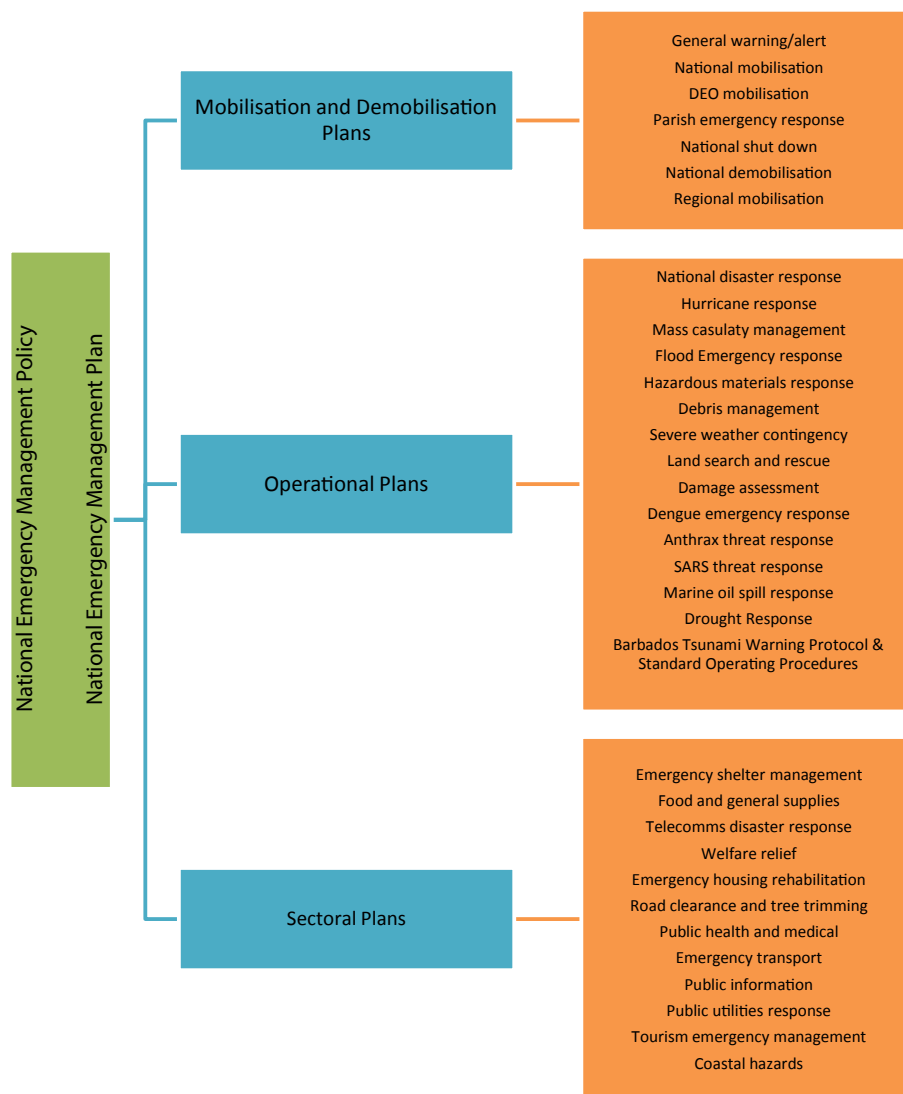 National Emergency Management Policy
National Emergency Management Plan
Mobilisation and Demobilisation
Plans
General warning/alert
National mobilisation
DEO mobilisation
Parish emergency response
National shut down
National demobilisation
Regional mobilisation
Operational Plans
National disaster response
Hurricane response
Mass casulaty management
Flood Emergency response
Hazardous materials response
Debris management
Severe weather contingency
Land search and rescue
Damage assessment
Dengue emergency response
Anthrax threat response
SARS threat response
Marine oil spill response
Drought Response
Barbados Tsunami Warning Protocol &
Standard Operating Procedures
Sectoral Plans
Emergency shelter management
Food and general supplies
Telecomms disaster response
Welfare relief
Emergency housing rehabilitation
Road clearance and tree trimming
Public health and medical
Emergency transport
Public information
Public utilities response
Tourism emergency management
Coastal hazards